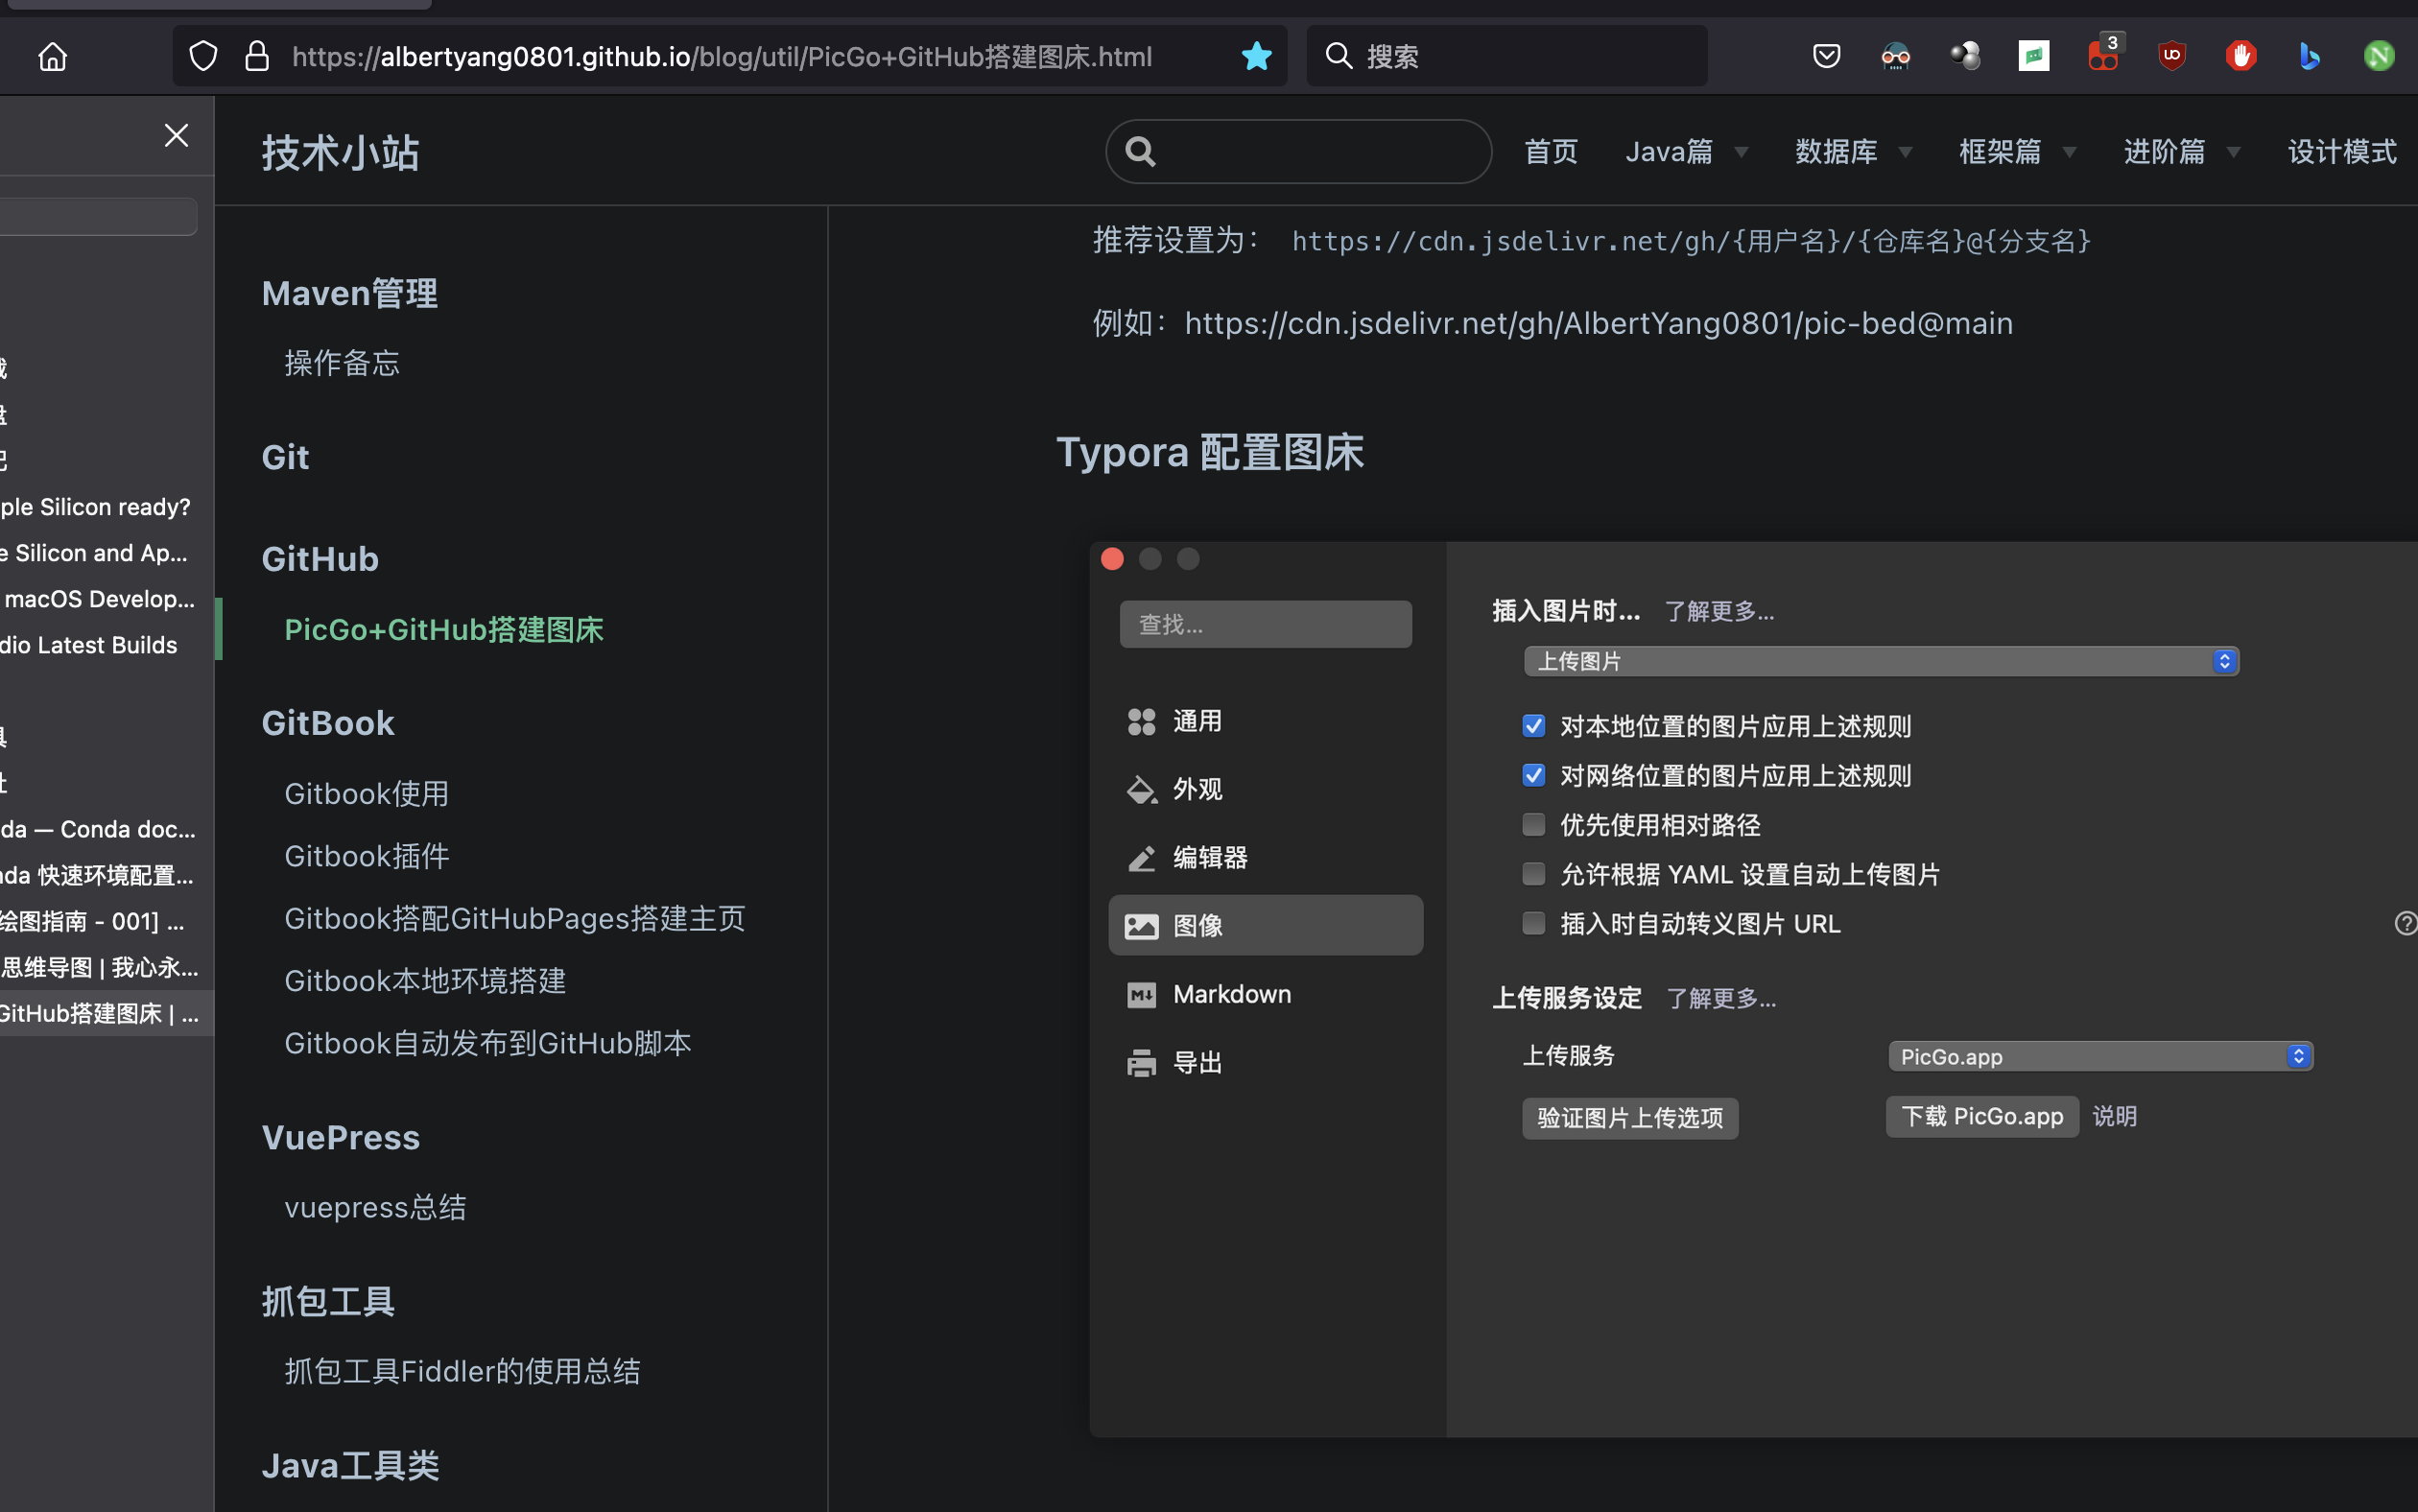 https://albertyang0801.github.io/blog/util/PicGo+GitHub搭建图床.html
搜索
3
ple Silicon ready?
e Silicon and Ap...
macOS Develop...
dio Latest Builds
da — Conda doc...
nda 快速环境配置...
绘图指南 - 001] ...
思维导图 | 我心永...
GitHub搭建图床 | ...
技术小站
首页
Java篇
数据库
框架篇
进阶篇
设计模式
Maven管理
操作备忘
Git
GitHub
PicGo+GitHub搭建图床
GitBook
Gitbook使用
Gitbook插件
Gitbook搭配GitHubPages搭建主页
Gitbook本地环境搭建
Gitbook自动发布到GitHub脚本
VuePress
vuepress总结
抓包工具
抓包工具Fiddler的使用总结
Java工具类
推荐设置为： https://cdn.jsdelivr.net/gh/{用户名}/{仓库名}@{分支名}
例如：https://cdn.jsdelivr.net/gh/AlbertYang0801/pic-bed@main
Typora 配置图床
查找...
通用
外观
编辑器
图像
Markdown
导出
插入图片时... 了解更多...
上传图片
对本地位置的图片应用上述规则
对网络位置的图片应用上述规则
优先使用相对路径
允许根据 YAML 设置自动上传图片
插入时自动转义图片 URL
上传服务设定 了解更多...
上传服务
PicGo.app
验证图片上传选项
下载 PicGo.app
说明